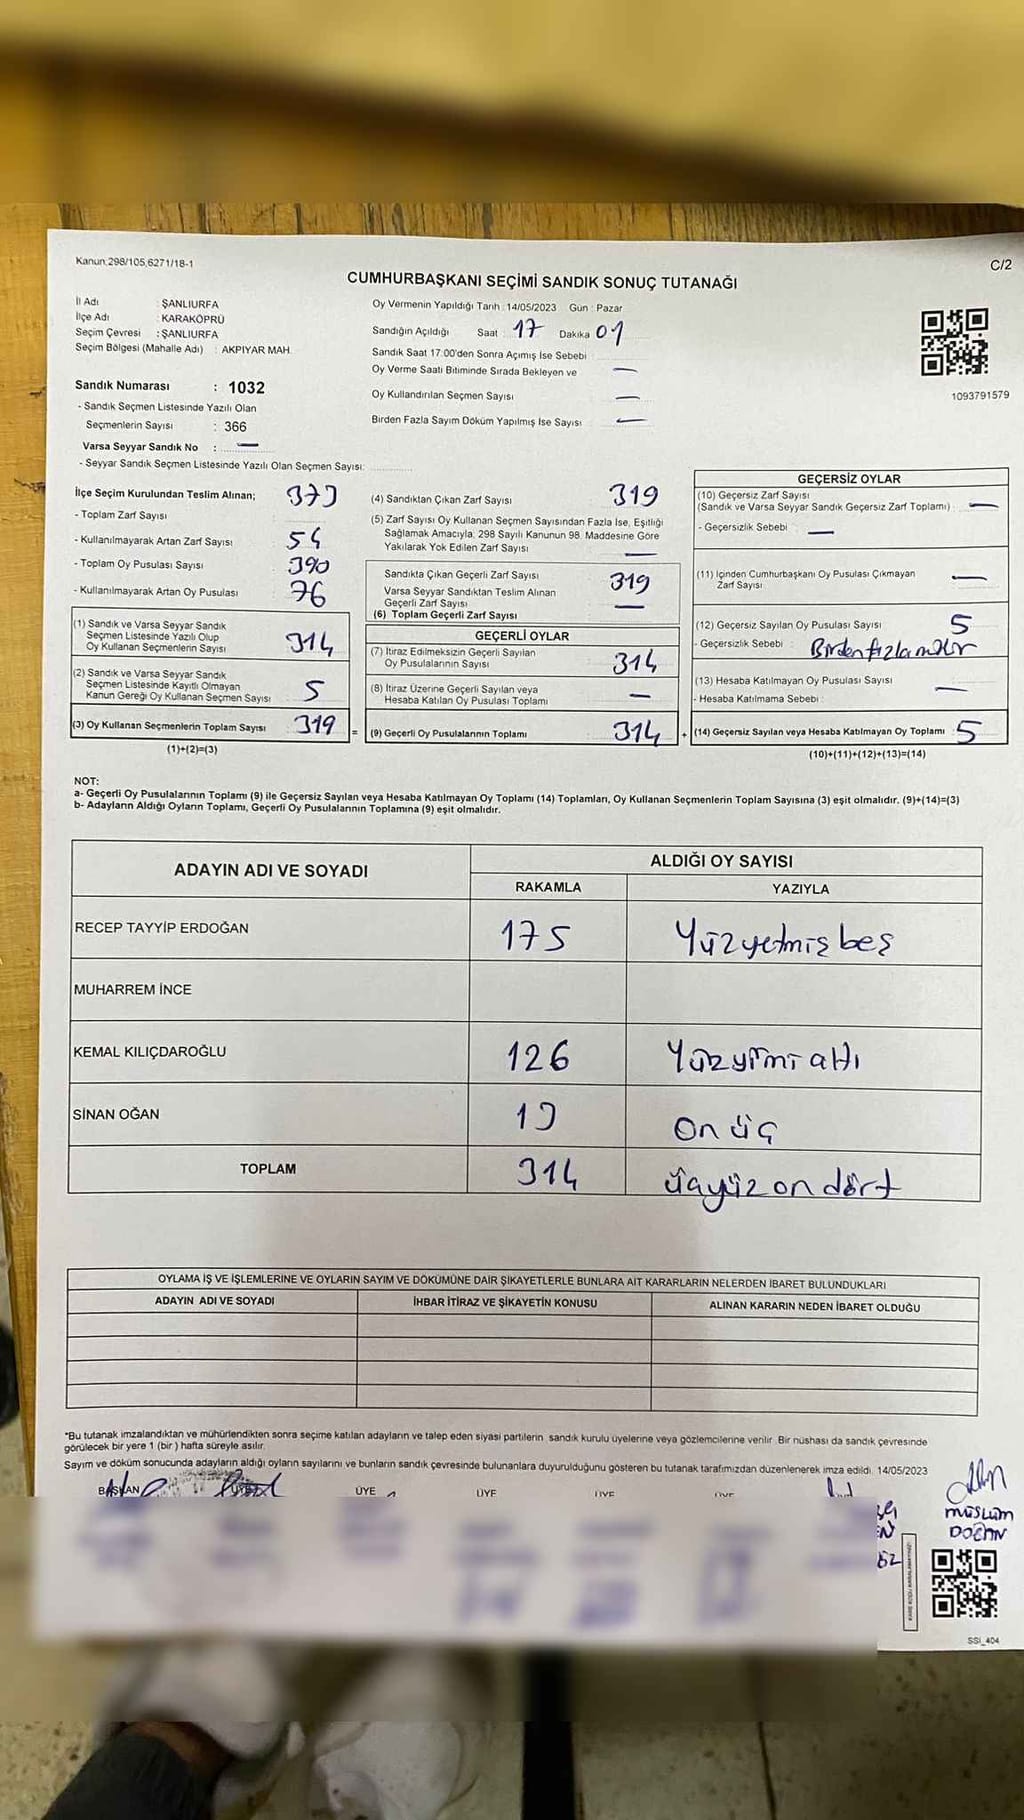 Kanun:298/105,6271/18-1
C/2
CUMHURBAŞKANI SEÇİMİ SANDIK SONUÇ TUTANAĞI
İl Adı : ŞANLIURFA
İlçe Adı : KARAKÖPRÜ
Seçim Çevresi : ŞANLIURFA
Seçim Bölgesi (Mahalle Adı) : AKPIYAR MAH.
Sandık Numarası : 1032
- Sandık Seçmen Listesinde Yazılı Olan
Seçmenlerin Sayısı : 366
Varsa Seyyar Sandık No : —
- Seyyar Sandık Seçmen Listesinde Yazılı Olan Seçmen Sayısı:
Oy Vermenin Yapıldığı Tarih : 14/05/2023 Gün : Pazar
Sandığın Açıldığı Saat : 17 Dakika 01
Sandık Saat 17:00'den Sonra Açımış İse Sebebi
Oy Verme Saati Bitiminde Sırada Bekleyen ve —
Oy Kullandırılan Seçmen Sayısı —
Birden Fazla Sayım Döküm Yapılmış İse Sayısı —
1093791579
İlçe Seçim Kurulundan Teslim Alınan;
- Toplam Zarf Sayısı 373
- Kullanılmayarak Artan Zarf Sayısı 54
- Toplam Oy Pusulası Sayısı 390
- Kullanılmayarak Artan Oy Pusulası 76
(1) Sandık ve Varsa Seyyar Sandık
Seçmen Listesinde Yazılı Olup
Oy Kullanan Seçmenlerin Sayısı 314
(2) Sandık ve Varsa Seyyar Sandık
Seçmen Listesinde Kayıtlı Olmayan
Kanun Gereği Oy Kullanan Seçmen Sayısı 5
(3) Oy Kullanan Seçmenlerin Toplam Sayısı 319 =
(1)+(2)=(3)
(4) Sandıktan Çıkan Zarf Sayısı 319
(5) Zarf Sayısı Oy Kullanan Seçmen Sayısından Fazla İse, Eşitliği
Sağlamak Amacıyla; 298 Sayılı Kanunun 98. Maddesine Göre
Yakılarak Yok Edilen Zarf Sayısı —
Sandıkta Çıkan Geçerli Zarf Sayısı 319
Varsa Seyyar Sandıktan Teslim Alınan
Geçerli Zarf Sayısı —
(6) Toplam Geçerli Zarf Sayısı
GEÇERLİ OYLAR
(7) İtiraz Edilmeksizin Geçerli Sayılan
Oy Pusulalarının Sayısı 314
(8) İtiraz Üzerine Geçerli Sayılan veya
Hesaba Katılan Oy Pusulası Toplamı —
(9) Geçerli Oy Pusulalarının Toplamı 314 +
GEÇERSİZ OYLAR
(10) Geçersiz Zarf Sayısı
(Sandık ve Varsa Seyyar Sandık Geçersiz Zarf Toplamı) : —
- Geçersizlik Sebebi : —
(11) İçinden Cumhurbaşkanı Oy Pusulası Çıkmayan
Zarf Sayısı —
(12) Geçersiz Sayılan Oy Pusulası Sayısı 5
- Geçersizlik Sebebi :
(13) Hesaba Katılmayan Oy Pusulası Sayısı —
- Hesaba Katılmama Sebebi :
(14) Geçersiz Sayılan veya Hesaba Katılmayan Oy Toplamı : 5
(10)+(11)+(12)+(13)=(14)
NOT:
a- Geçerli Oy Pusulalarının Toplamı (9) ile Geçersiz Sayılan veya Hesaba Katılmayan Oy Toplamı (14) Toplamları, Oy Kullanan Seçmenlerin Toplam Sayısına (3) eşit olmalıdır. (9)+(14)=(3)
b- Adayların Aldığı Oyların Toplamı, Geçerli Oy Pusulalarının Toplamına (9) eşit olmalıdır.
ADAYIN ADI VE SOYADI ALDIĞI OY SAYISI
RAKAMLA YAZIYLA
RECEP TAYYİP ERDOĞAN 175 Yüzyetmiş beş
MUHARREM İNCE
KEMAL KILIÇDAROĞLU 126 Yüzyirmi altı
SİNAN OĞAN 13 on üç
TOPLAM 314 üçyüz on dört
OYLAMA İŞ VE İŞLEMLERİNE VE OYLARIN SAYIM VE DÖKÜMÜNE DAİR ŞİKAYETLERLE BUNLARA AİT KARARLARIN NELERDEN İBARET BULUNDUKLARI
ADAYIN ADI VE SOYADI İHBAR İTİRAZ VE ŞİKAYETİN KONUSU ALINAN KARARIN NEDEN İBARET OLDUĞU
*Bu tutanak imzalandıktan ve mühürlendikten sonra seçime katılan adayların ve talep eden siyasi partilerin sandık kurulu üyelerine veya gözlemcilerine verilir. Bir nüshası da sandık çevresinde
görülecek bir yere 1 (bir) hafta süreyle asılır.
Sayım ve döküm sonucunda adayların aldığı oyların sayılarını ve bunların sandık çevresinde bulunanlara duyurulduğunu gösteren bu tutanak tarafımızdan düzenlenerek imza edildi. 14/05/2023
BAŞKAN ÜYE ÜYE ÜYE ÜYE
MÜSLÜM
DOĞAN
SSİ_404